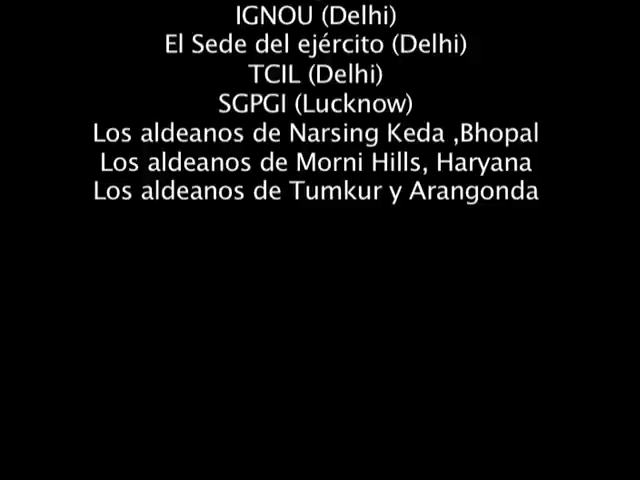 IGNOU (Delhi)
El Sede del ejército (Delhi)
TCIL (Delhi)
SGPGI (Lucknow)
Los aldeanos de Narsing Keda ,Bhopal
Los aldeanos de Morni Hills, Haryana
Los aldeanos de Tumkur y Arangonda